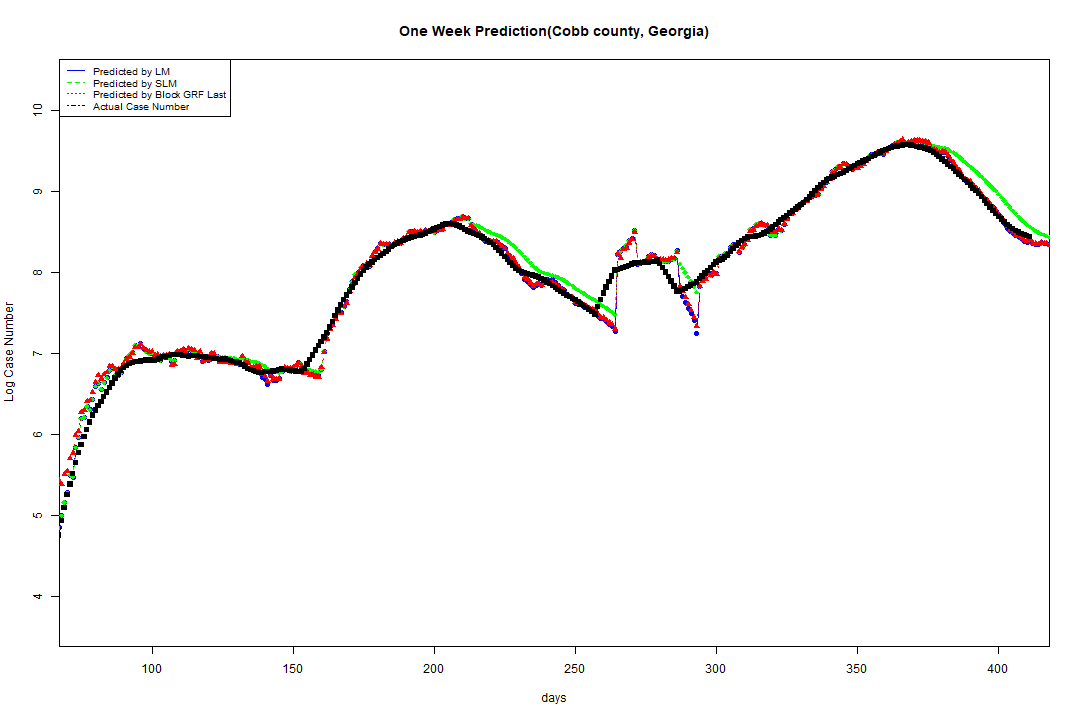 One Week Prediction(Cobb county, Georgia)
Predicted by LM
Predicted by SLM
Predicted by Block GRF Last
Actual Case Number
10
9
8
7
6
5
4
Log Case Number
100 150 200 250 300 350 400
days